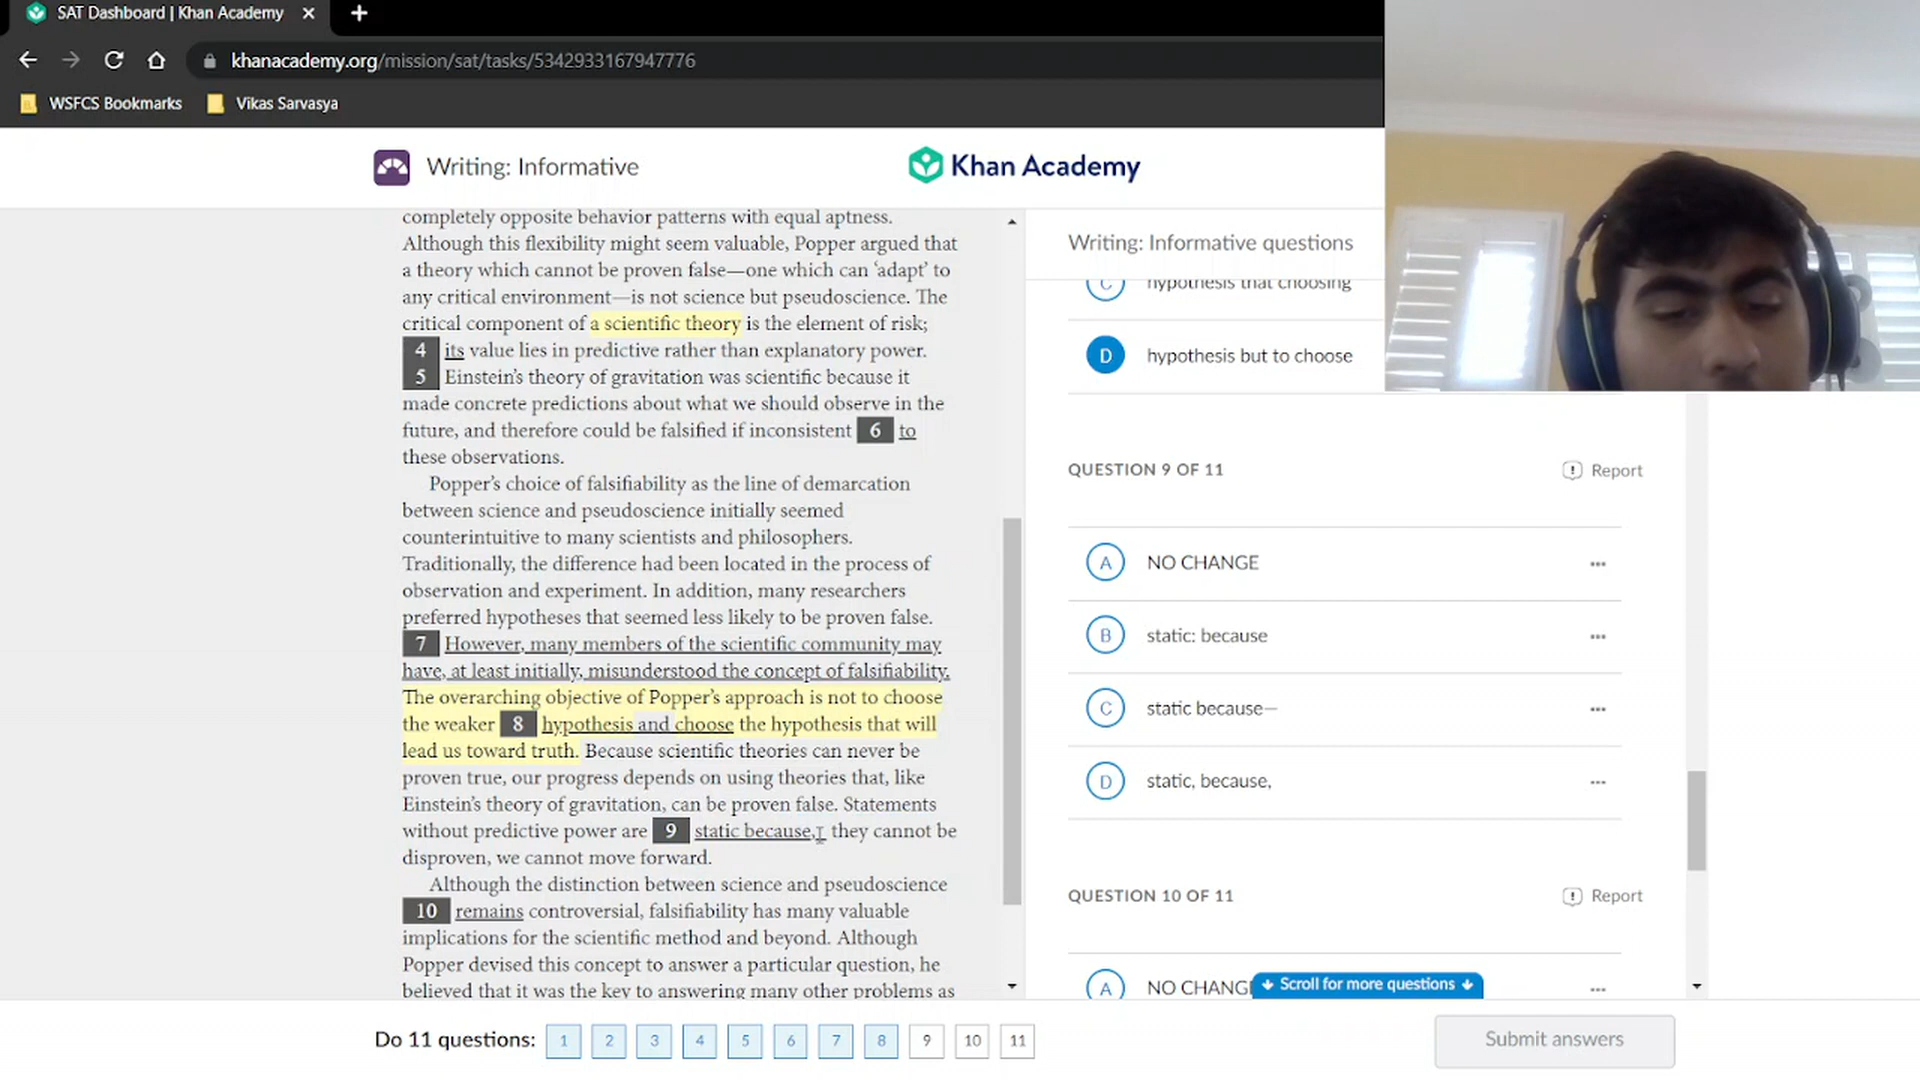 SAT Dashboard | Khan Academy
khanacademy.org/mission/sat/tasks/5342933167947776
WSFCS Bookmarks Vikas Sarvasya
Writing: Informative
Khan Academy
completely opposite behavior patterns with equal aptness.
Although this flexibility might seem valuable, Popper argued that
a theory which cannot be proven false—one which can ‘adapt’ to
any critical environment—is not science but pseudoscience. The
critical component of a scientific theory is the element of risk;
4 its value lies in predictive rather than explanatory power.
5 Einstein’s theory of gravitation was scientific because it
made concrete predictions about what we should observe in the
future, and therefore could be falsified if inconsistent 6 to
these observations.
Popper’s choice of falsifiability as the line of demarcation
between science and pseudoscience initially seemed
counterintuitive to many scientists and philosophers.
Traditionally, the difference had been located in the process of
observation and experiment. In addition, many researchers
preferred hypotheses that seemed less likely to be proven false.
7 However, many members of the scientific community may
have, at least initially, misunderstood the concept of falsifiability.
The overarching objective of Popper’s approach is not to choose
the weaker 8 hypothesis and choose the hypothesis that will
lead us toward truth. Because scientific theories can never be
proven true, our progress depends on using theories that, like
Einstein’s theory of gravitation, can be proven false. Statements
without predictive power are 9 static because, they cannot be
disproven, we cannot move forward.
Although the distinction between science and pseudoscience
10 remains controversial, falsifiability has many valuable
implications for the scientific method and beyond. Although
Popper devised this concept to answer a particular question, he
believed that it was the key to answering many other problems as
Writing: Informative questions
C hypothesis that choosing
D hypothesis but to choose
QUESTION 9 OF 11 Report
A NO CHANGE
B static: because
C static because—
D static, because,
QUESTION 10 OF 11 Report
A NO CHANGE
Scroll for more questions
Do 11 questions: 1 2 3 4 5 6 7 8 9 10 11
Submit answers